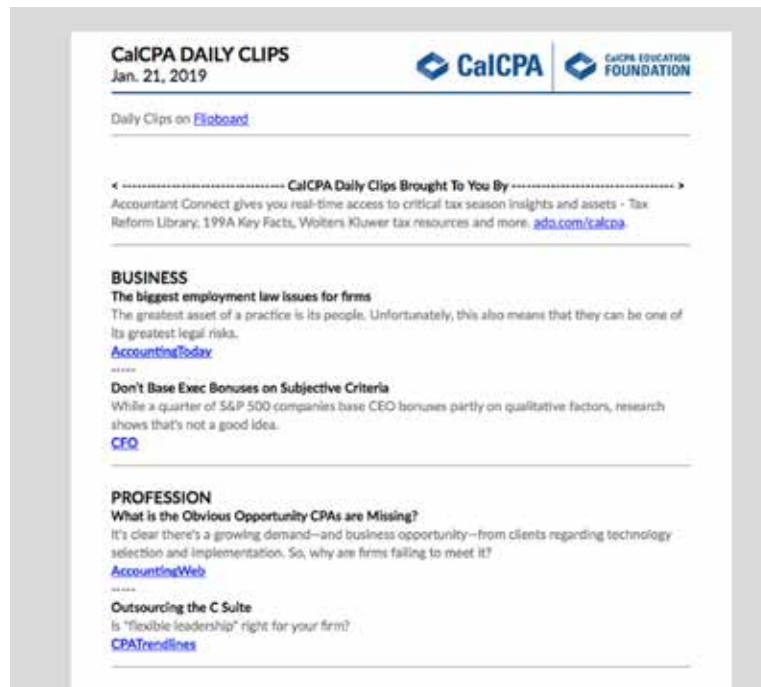 CalCPA DAILY CLIPS
Jan. 21, 2019
CalCPA
CalCPA EDUCATION
FOUNDATION
Daily Clips on Flipboard
< --------------------------------- CalCPA Daily Clips Brought To You By --------------------------------- >
Accountant Connect gives you real-time access to critical tax season insights and assets - Tax
Reform Library, 199A Key Facts, Wolters Kluwer tax resources and more. adp.com/calcpa.
BUSINESS
The biggest employment law issues for firms
The greatest asset of a practice is its people. Unfortunately, this also means that they can be one of
its greatest legal risks.
AccountingToday
-----
Don't Base Exec Bonuses on Subjective Criteria
While a quarter of S&P 500 companies base CEO bonuses partly on qualitative factors, research
shows that's not a good idea.
CFO
PROFESSION
What is the Obvious Opportunity CPAs are Missing?
It's clear there's a growing demand—and business opportunity—from clients regarding technology
selection and implementation. So, why are firms failing to meet it?
AccountingWeb
-----
Outsourcing the C Suite
Is "flexible leadership" right for your firm?
CPATrendlines